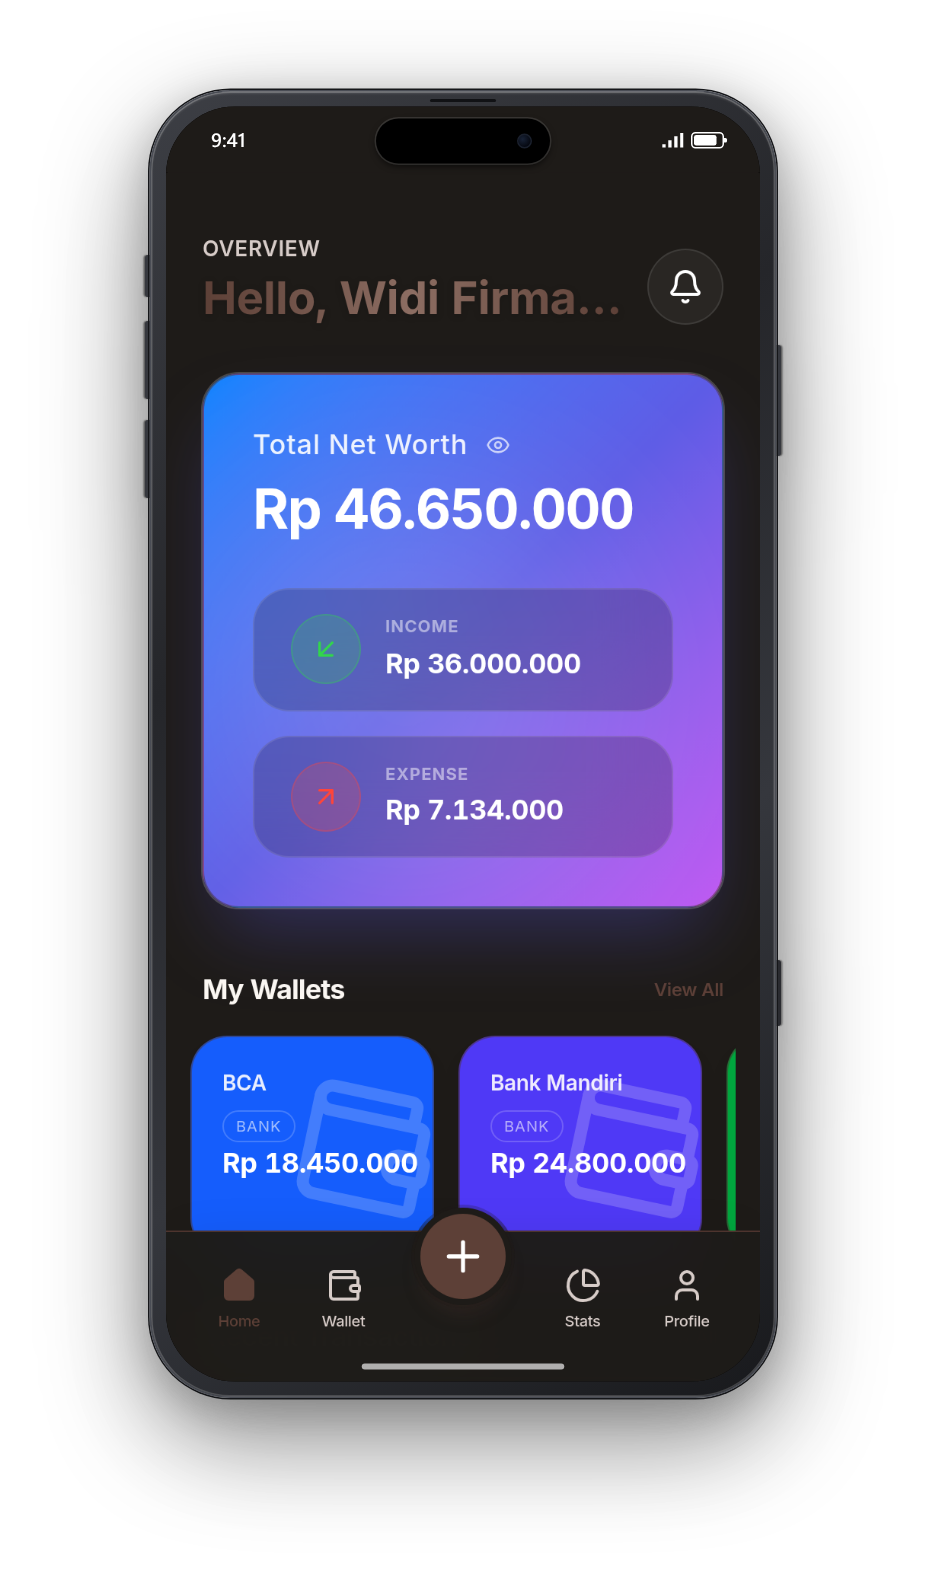 9:41
OVERVIEW
Hello, Widi Firma...
Total Net Worth
Rp 46.650.000
INCOME
Rp 36.000.000
EXPENSE
Rp 7.134.000
My Wallets
View All
BCA
BANK
Rp 18.450.000
Bank Mandiri
BANK
Rp 24.800.000
Home
Wallet
Stats
Profile